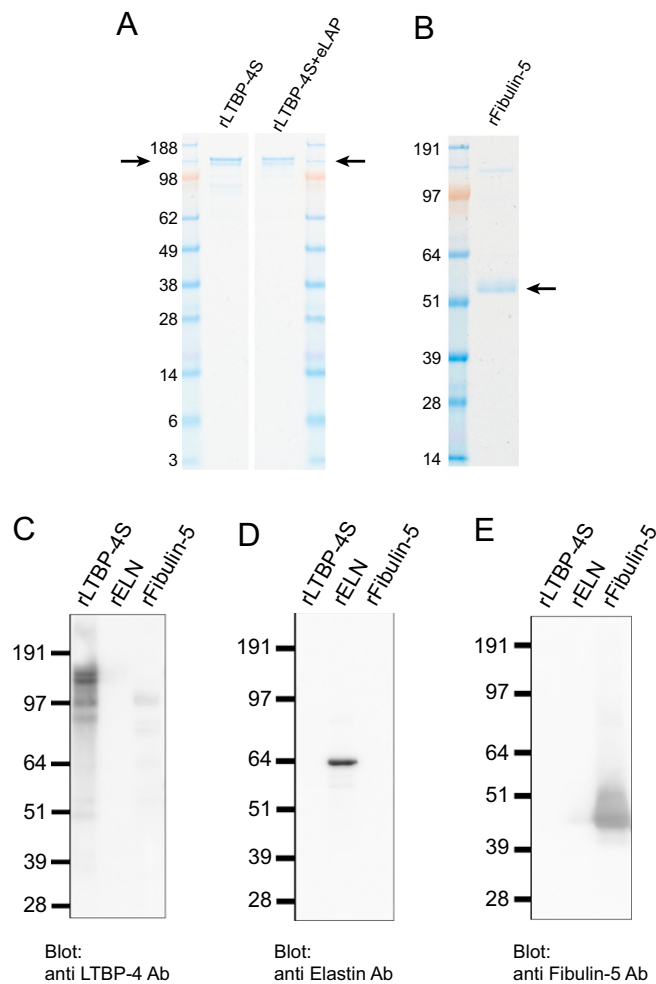 A
rLTBP-4S
rLTBP-4S+eLAP
188
98
62
49
38
28
14
6
3
B
rFibulin-5
191
97
64
51
39
28
14
C
rLTBP-4S
rELN
rFibulin-5
191
97
64
51
39
28
Blot:
anti LTBP-4 Ab
D
rLTBP-4S
rELN
rFibulin-5
191
97
64
51
39
28
Blot:
anti Elastin Ab
E
rLTBP-4S
rELN
rFibulin-5
191
97
64
51
39
28
Blot:
anti Fibulin-5 Ab